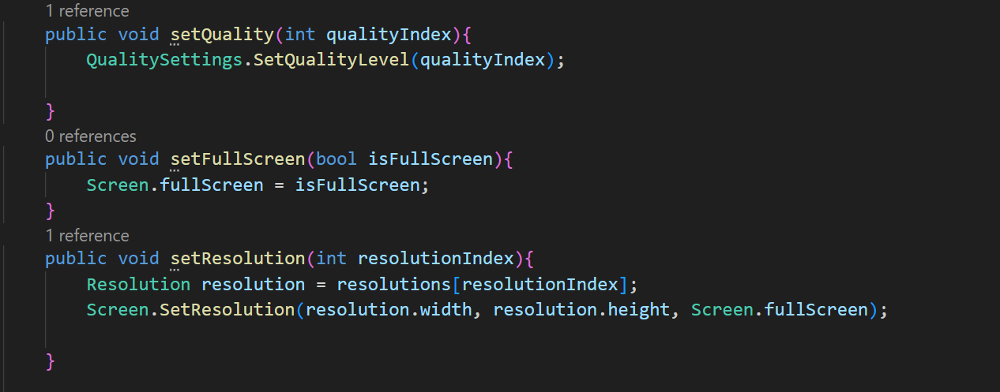 1 reference
public void setQuality(int qualityIndex){
QualitySettings.SetQualityLevel(qualityIndex);
}
0 references
public void setFullScreen(bool isFullScreen){
Screen.fullScreen = isFullScreen;
}
1 reference
public void setResolution(int resolutionIndex){
Resolution resolution = resolutions[resolutionIndex];
Screen.SetResolution(resolution.width, resolution.height, Screen.fullScreen);
}